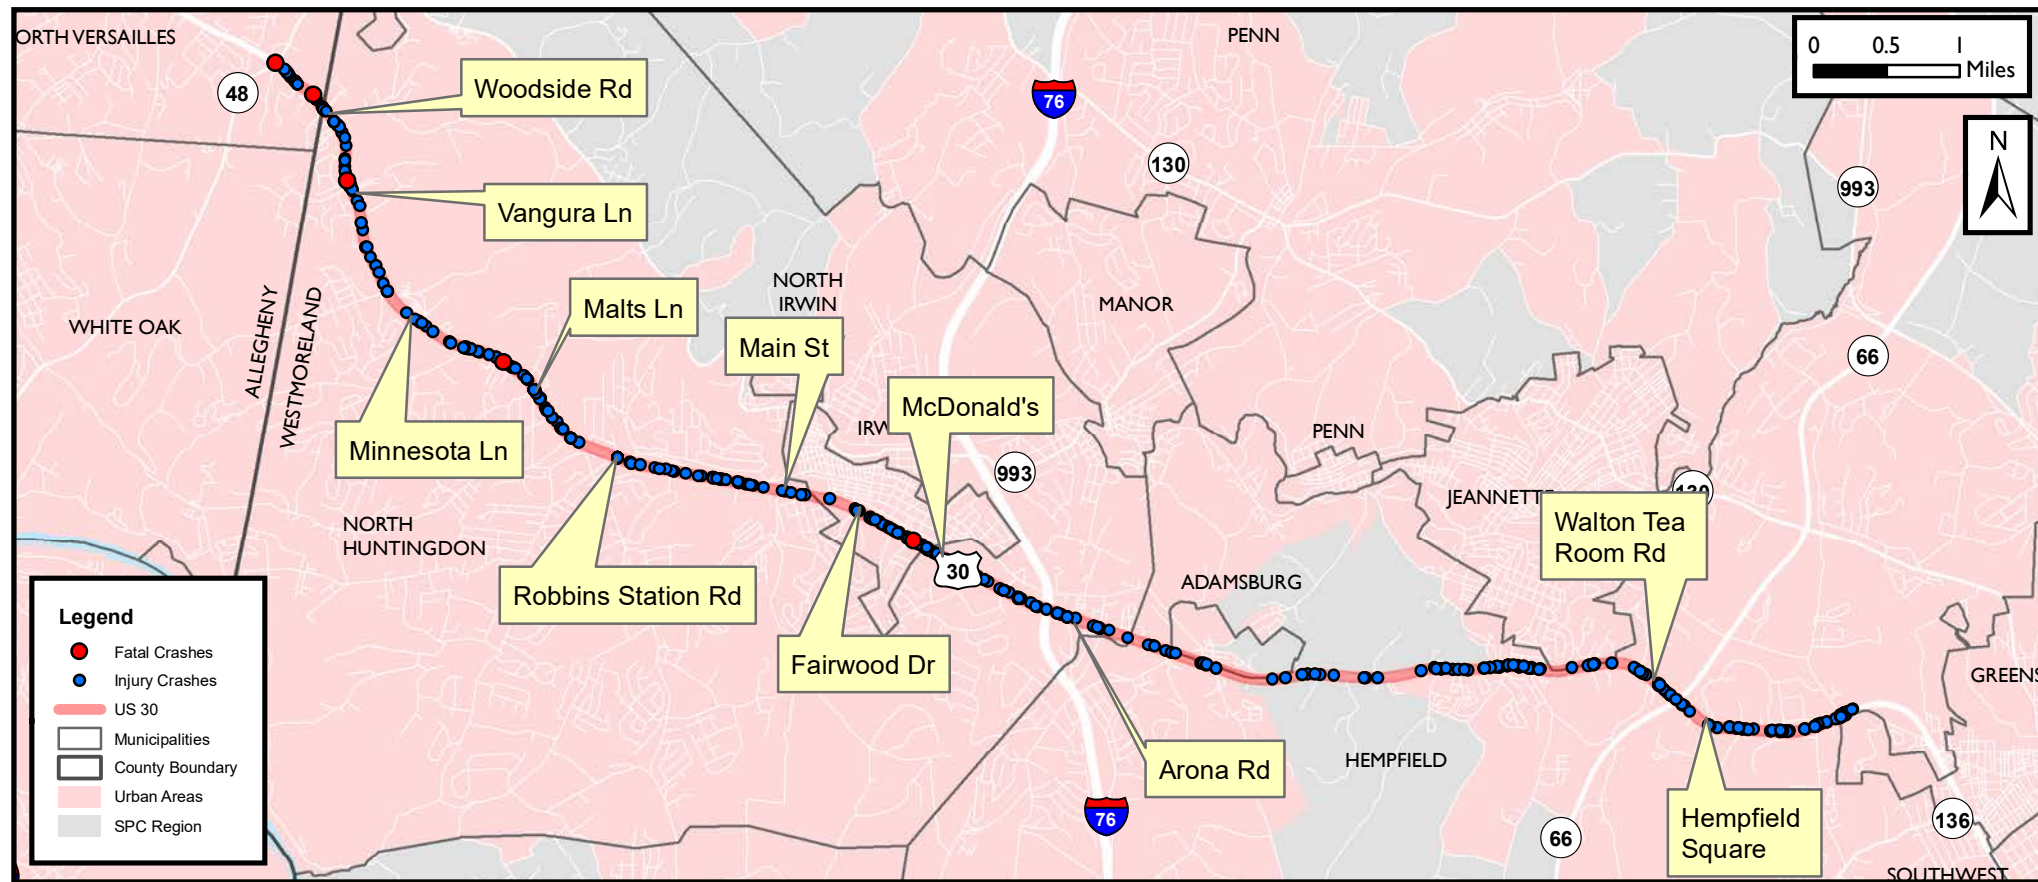 ORTH VERSAILLES
PENN
0 0.5 1
Miles
48
Woodside Rd
76
N
130
993
Vangura Ln
NORTH
IRWIN
MANOR
Malts Ln
WHITE OAK
ALLEGHENY
WESTMORELAND
Main St
66
McDonald's
IRW
PENN
Minnesota Ln
993
JEANNETTE
130
Walton Tea
Room Rd
NORTH
HUNTINGDON
30
ADAMSBURG
Robbins Station Rd
Fairwood Dr
Legend
Fatal Crashes
Injury Crashes
US 30
Municipalities
County Boundary
Urban Areas
SPC Region
GREENS
Arona Rd
HEMPFIELD
76
66
Hempfield
Square
136
SOUTHWEST